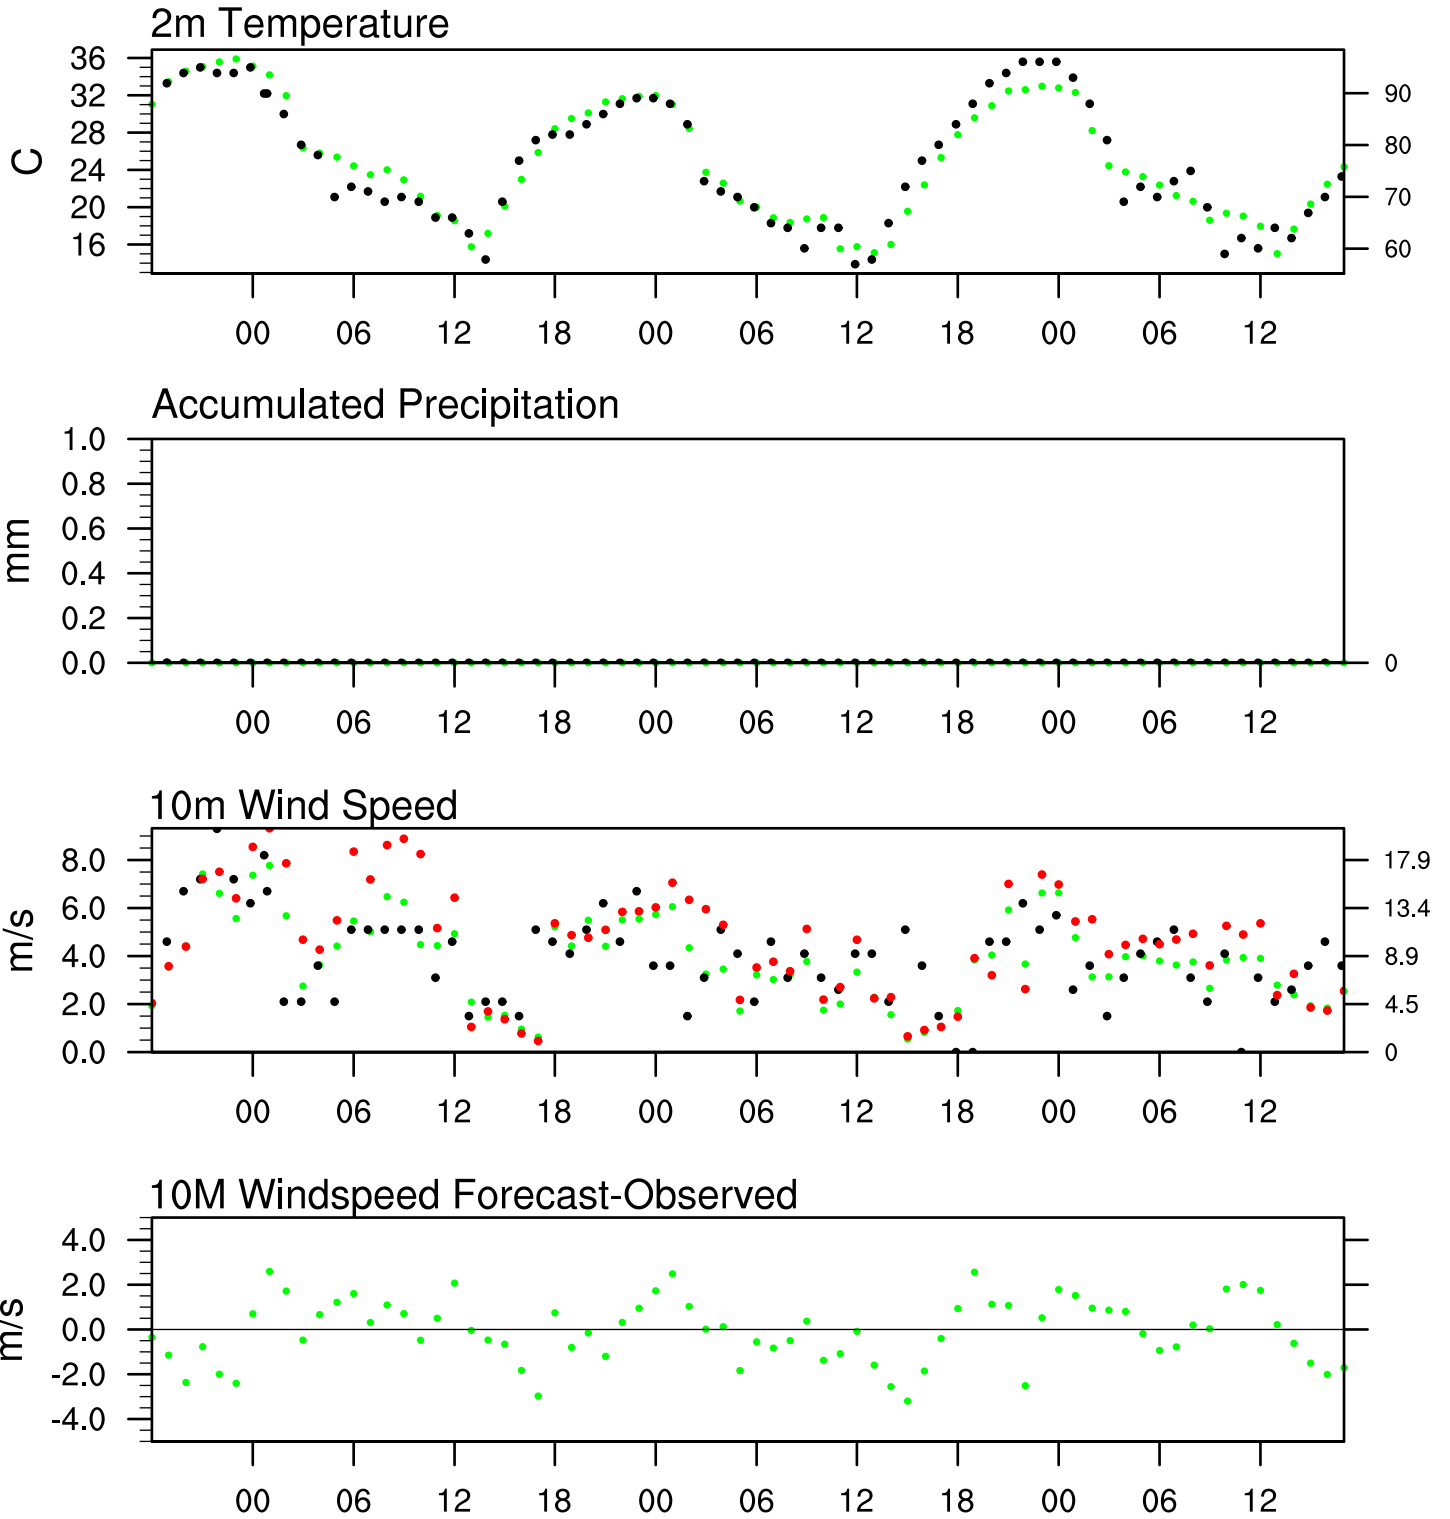 2m Temperature
36
32
28
24
20
16
C
90
80
70
60
00 06 12 18 00 06 12 18 00 06 12
Accumulated Precipitation
1.0
0.8
0.6
0.4
0.2
0.0
mm
0
00 06 12 18 00 06 12 18 00 06 12
10m Wind Speed
8.0
6.0
4.0
2.0
0.0
m/s
17.9
13.4
8.9
4.5
0
00 06 12 18 00 06 12 18 00 06 12
10M Windspeed Forecast-Observed
4.0
2.0
0.0
-2.0
-4.0
m/s
00 06 12 18 00 06 12 18 00 06 12